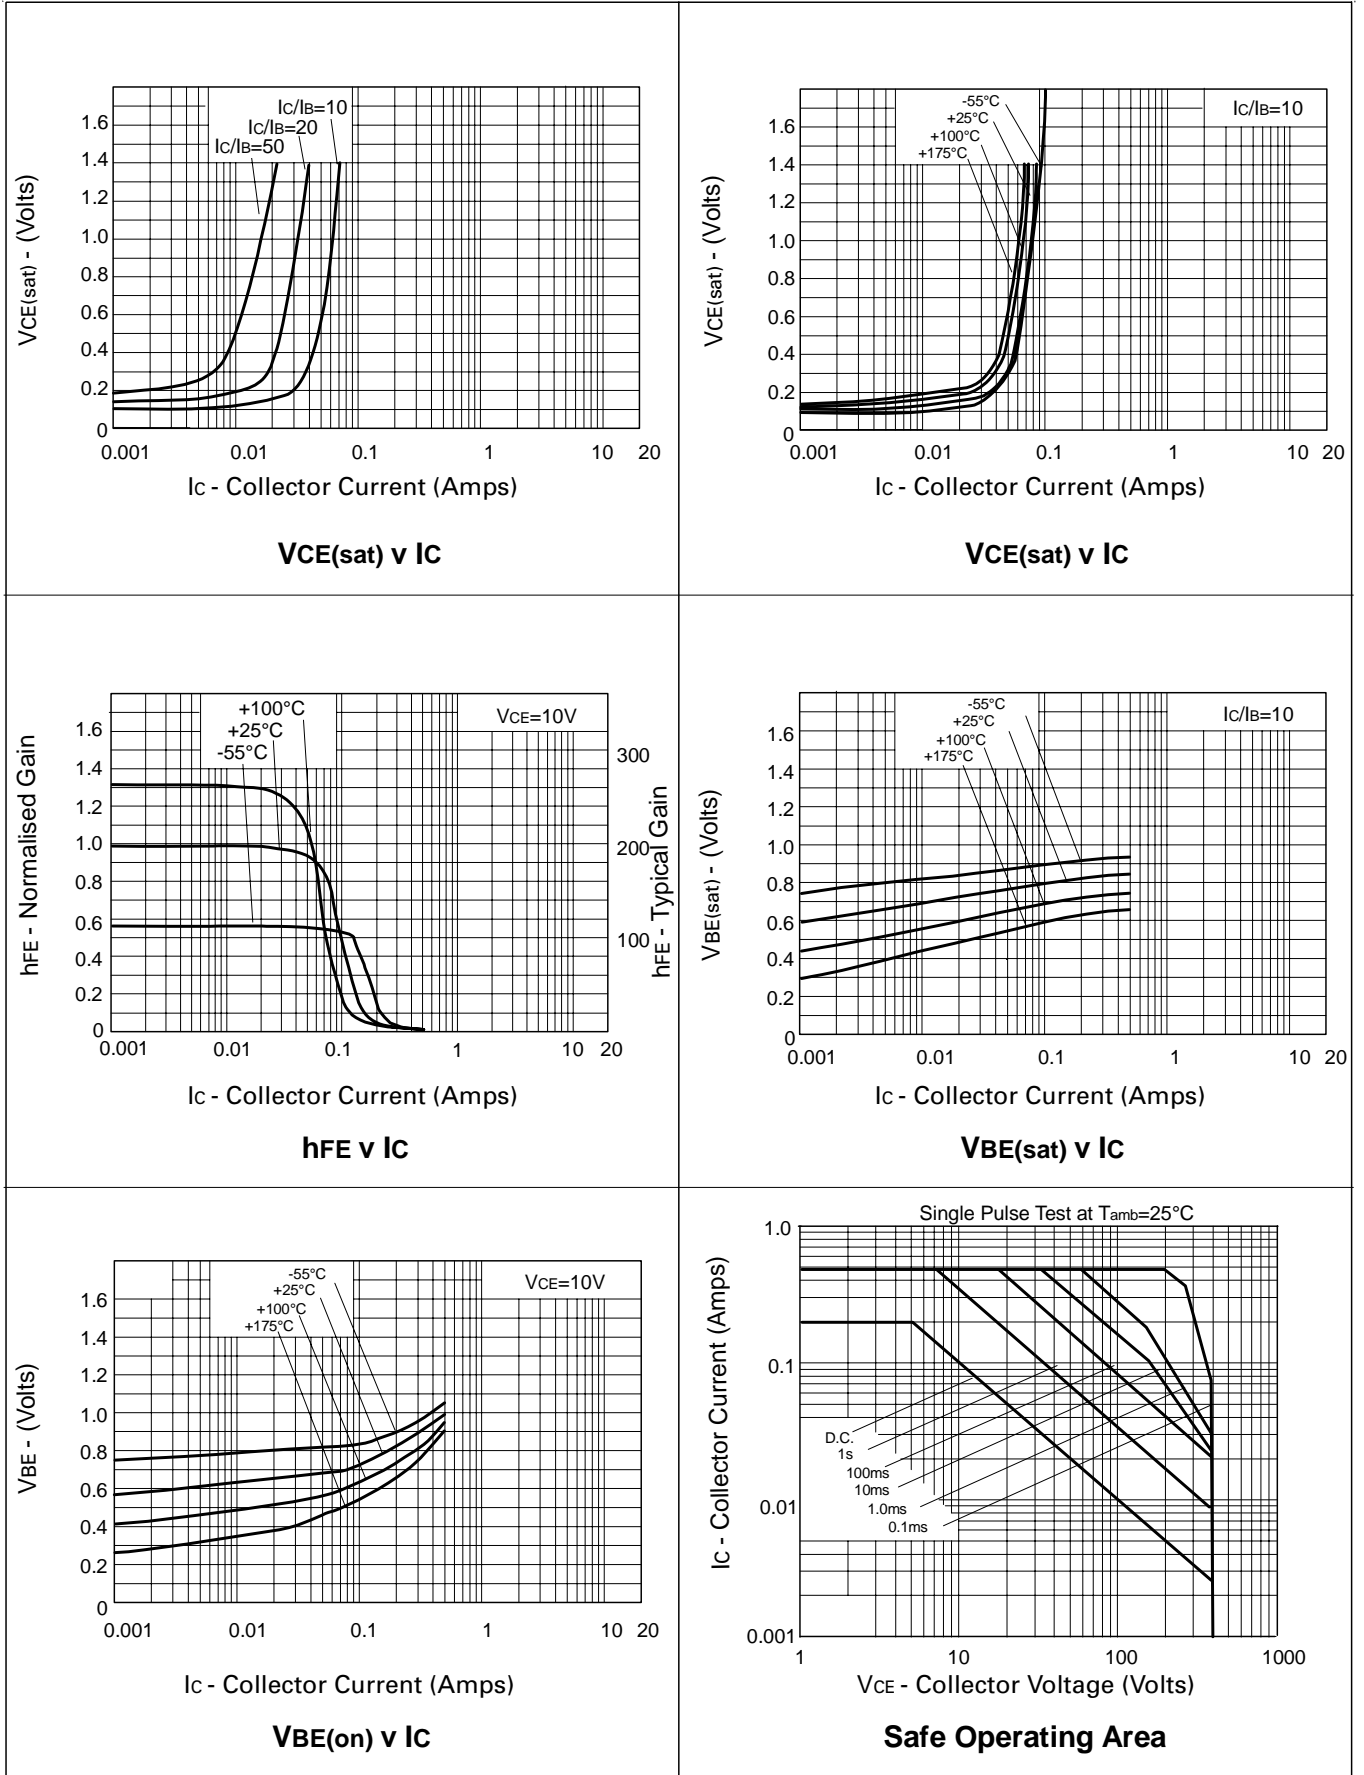 IC/IB=10
IC/IB=20
IC/IB=50
1.6
1.4
1.2
1.0
0.8
0.6
0.4
0.2
0
VCE(sat) - (Volts)
0.001 0.01 0.1 1 10 20
IC - Collector Current (Amps)
VCE(sat) v IC
-55°C
+25°C
+100°C
+175°C
IC/IB=10
1.6
1.4
1.2
1.0
0.8
0.6
0.4
0.2
0
VCE(sat) - (Volts)
0.001 0.01 0.1 1 10 20
IC - Collector Current (Amps)
VCE(sat) v IC
+100°C
+25°C
-55°C
VCE=10V
1.6
1.4
1.2
1.0
0.8
0.6
0.4
0.2
0
hFE - Normalised Gain
300
200
100
hFE - Typical Gain
0.001 0.01 0.1 1 10 20
IC - Collector Current (Amps)
hFE v IC
-55°C
+25°C
+100°C
+175°C
IC/IB=10
1.6
1.4
1.2
1.0
0.8
0.6
0.4
0.2
0
VBE(sat) - (Volts)
0.001 0.01 0.1 1 10 20
IC - Collector Current (Amps)
VBE(sat) v IC
-55°C
+25°C
+100°C
+175°C
VCE=10V
1.6
1.4
1.2
1.0
0.8
0.6
0.4
0.2
0
VBE - (Volts)
0.001 0.01 0.1 1 10 20
IC - Collector Current (Amps)
VBE(on) v IC
Single Pulse Test at Tamb=25°C
1.0
0.1
0.01
0.001
IC - Collector Current (Amps)
D.C.
1s
100ms
10ms
1.0ms
0.1ms
1 10 100 1000
VCE - Collector Voltage (Volts)
Safe Operating Area